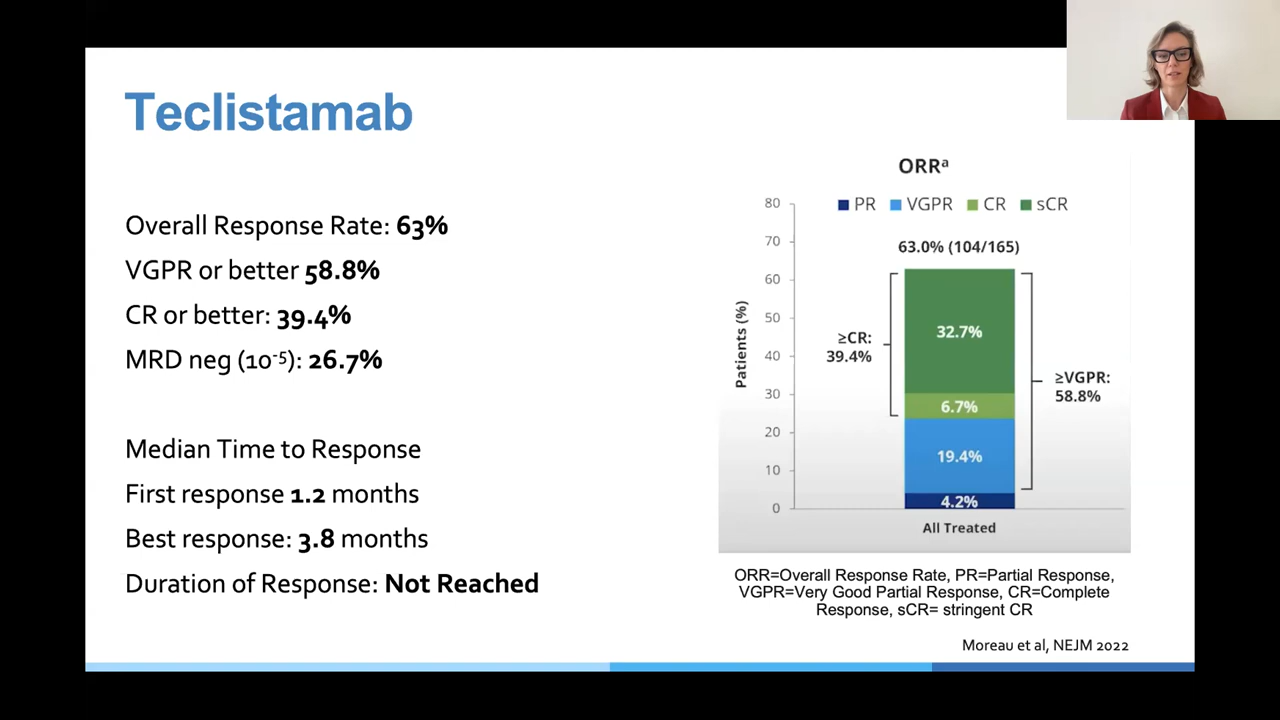 Teclistamab
Overall Response Rate: 63%
VGPR or better 58.8%
CR or better: 39.4%
MRD neg (10⁻⁵): 26.7%
Median Time to Response
First response 1.2 months
Best response: 3.8 months
Duration of Response: Not Reached
ORRᵃ
PR VGPR CR sCR
Patients (%)
80
70
60
50
40
30
20
10
0
63.0% (104/165)
32.7%
6.7%
19.4%
4.2%
≥CR:
39.4%
≥VGPR:
58.8%
All Treated
ORR=Overall Response Rate, PR=Partial Response,
VGPR=Very Good Partial Response, CR=Complete
Response, sCR= stringent CR
Moreau et al, NEJM 2022